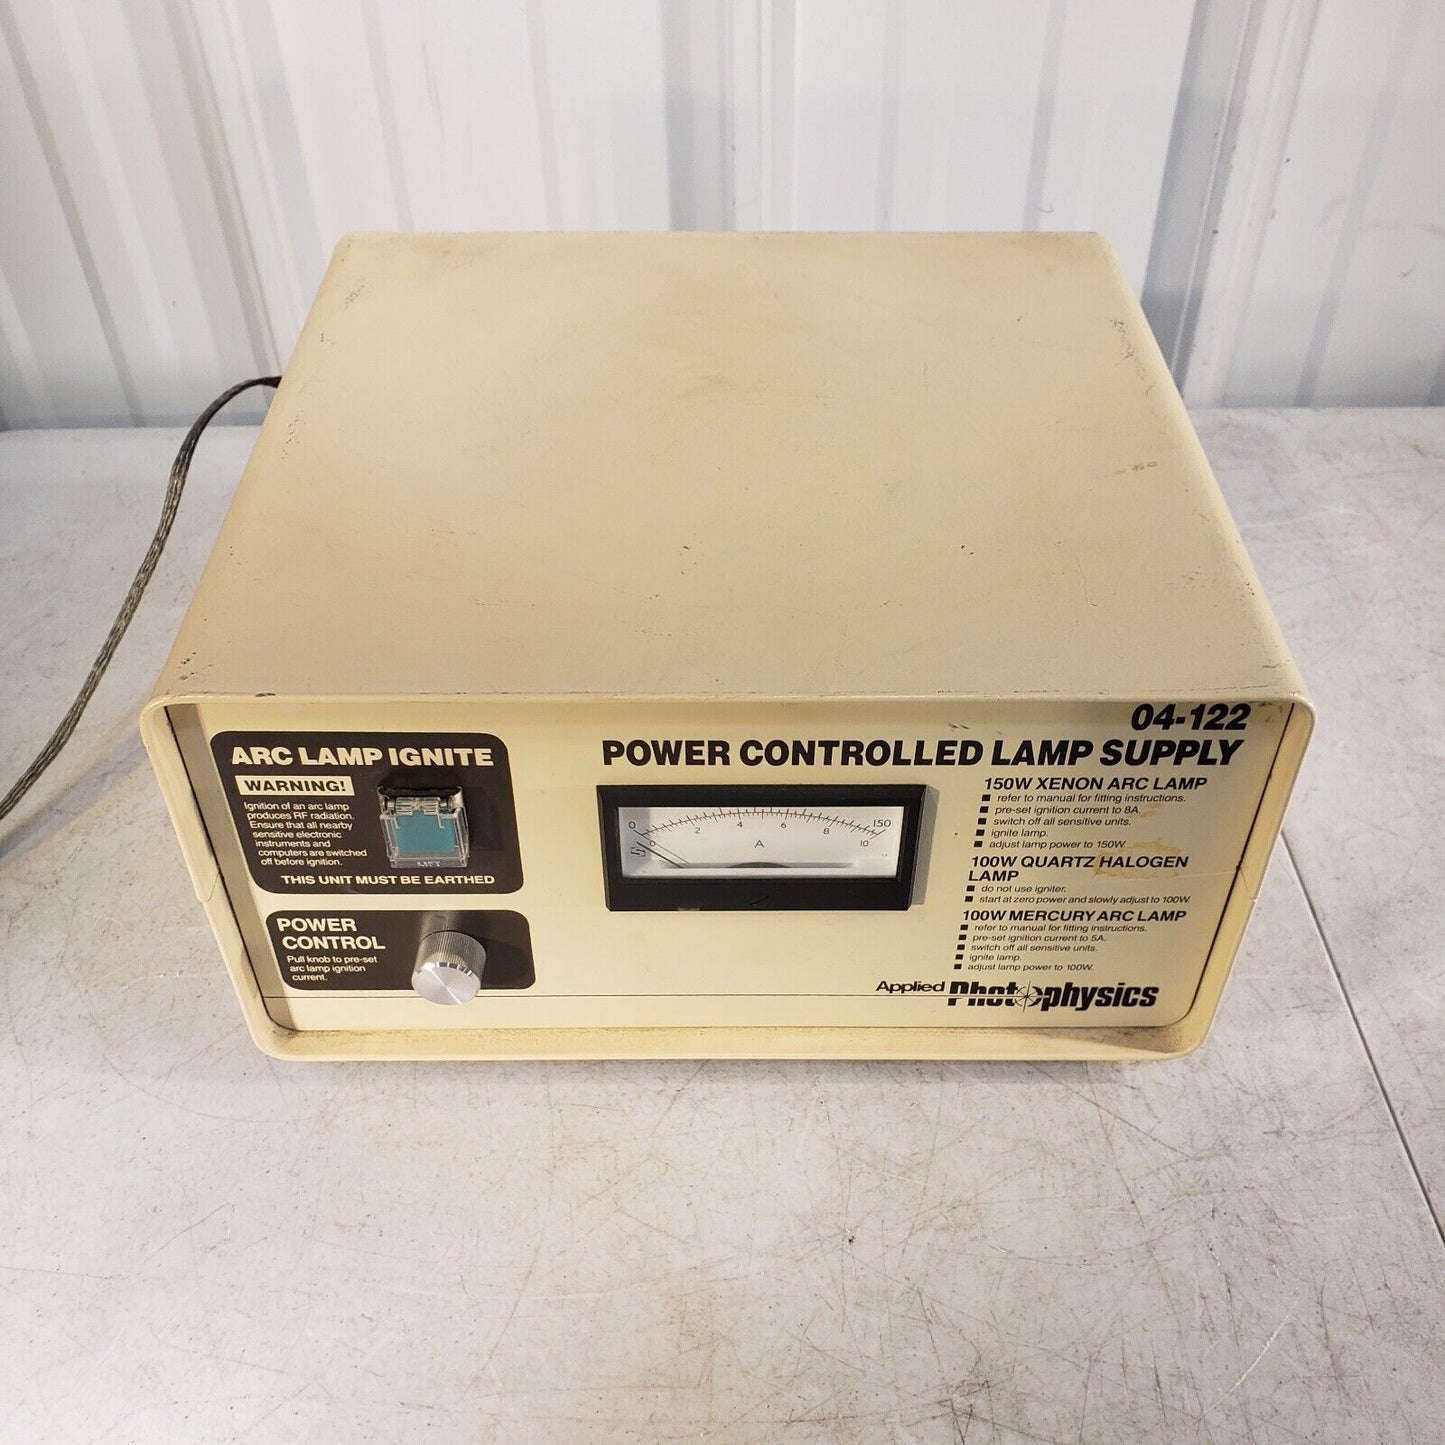 04-122
POWER CONTROLLED LAMP SUPPLY
ARC LAMP IGNITE
WARNING!
Ignition of an arc lamp
produces RF radiation.
Ensure that all nearby
sensitive electronic
instruments and
computers are switched
off before ignition.
THIS UNIT MUST BE EARTHED
LIFT
POWER
CONTROL
Pull knob to pre-set
arc lamp ignition
current.
0 150
0 2 4 6 8 10
A
150W XENON ARC LAMP
refer to manual for fitting instructions.
pre-set ignition current to 8A.
switch off all sensitive units.
ignite lamp.
adjust lamp power to 150W.
100W QUARTZ HALOGEN
LAMP
do not use igniter.
start at zero power and slowly adjust to 100W.
100W MERCURY ARC LAMP
refer to manual for fitting instructions.
pre-set ignition current to 5A.
switch off all sensitive units.
ignite lamp.
adjust lamp power to 100W.
Applied Photophysics